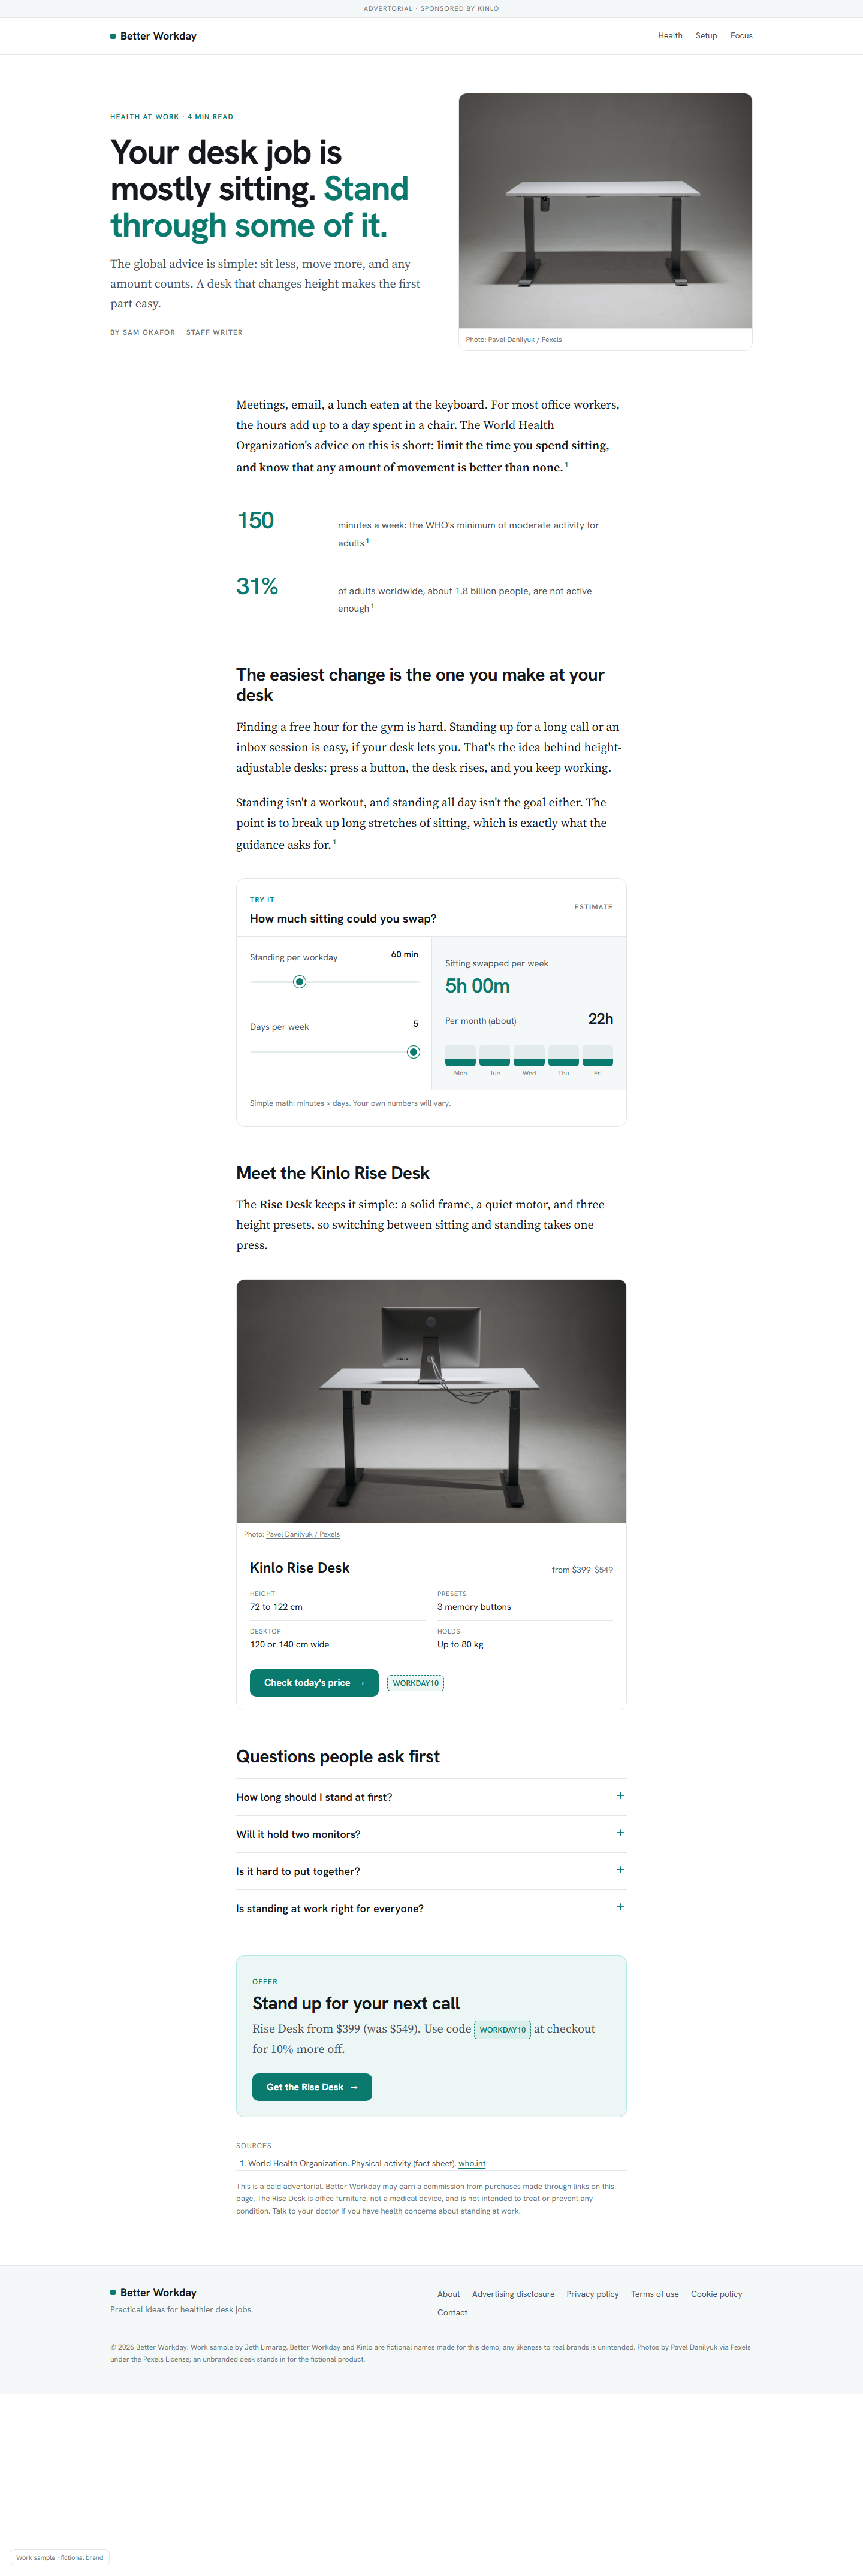 ADVERTORIAL · SPONSORED BY KINLO
Better Workday
Health Setup Focus
HEALTH AT WORK · 4 MIN READ
Your desk job is
mostly sitting. Stand
through some of it.
The global advice is simple: sit less, move more, and any
amount counts. A desk that changes height makes the first
part easy.
BY SAM OKAFOR STAFF WRITER
Photo: Pavel Danilyuk / Pexels
Meetings, email, a lunch eaten at the keyboard. For most office workers,
the hours add up to a day spent in a chair. The World Health
Organization's advice on this is short: limit the time you spend sitting,
and know that any amount of movement is better than none. 1
150
minutes a week: the WHO's minimum of moderate activity for
adults 1
31%
of adults worldwide, about 1.8 billion people, are not active
enough 1
The easiest change is the one you make at your
desk
Finding a free hour for the gym is hard. Standing up for a long call or an
inbox session is easy, if your desk lets you. That's the idea behind height-
adjustable desks: press a button, the desk rises, and you keep working.
Standing isn't a workout, and standing all day isn't the goal either. The
point is to break up long stretches of sitting, which is exactly what the
guidance asks for. 1
TRY IT
How much sitting could you swap?
ESTIMATE
Standing per workday 60 min
Days per week 5
Sitting swapped per week
5h 00m
Per month (about) 22h
Mon Tue Wed Thu Fri
Simple math: minutes × days. Your own numbers will vary.
Meet the Kinlo Rise Desk
The Rise Desk keeps it simple: a solid frame, a quiet motor, and three
height presets, so switching between sitting and standing takes one
press.
Photo: Pavel Danilyuk / Pexels
Kinlo Rise Desk
from $399 $549
HEIGHT
72 to 122 cm
PRESETS
3 memory buttons
DESKTOP
120 or 140 cm wide
HOLDS
Up to 80 kg
Check today's price →
WORKDAY10
Questions people ask first
How long should I stand at first? +
Will it hold two monitors? +
Is it hard to put together? +
Is standing at work right for everyone? +
OFFER
Stand up for your next call
Rise Desk from $399 (was $549). Use code WORKDAY10 at checkout
for 10% more off.
Get the Rise Desk →
SOURCES
1. World Health Organization. Physical activity (fact sheet). who.int
This is a paid advertorial. Better Workday may earn a commission from purchases made through links on this
page. The Rise Desk is office furniture, not a medical device, and is not intended to treat or prevent any
condition. Talk to your doctor if you have health concerns about standing at work.
Better Workday
Practical ideas for healthier desk jobs.
About Advertising disclosure Privacy policy Terms of use Cookie policy
Contact
© 2026 Better Workday. Work sample by Jeth Limarag. Better Workday and Kinlo are fictional names made for this demo; any likeness to real brands is unintended. Photos by Pavel Danilyuk via Pexels
under the Pexels License; an unbranded desk stands in for the fictional product.
Work sample · fictional brand